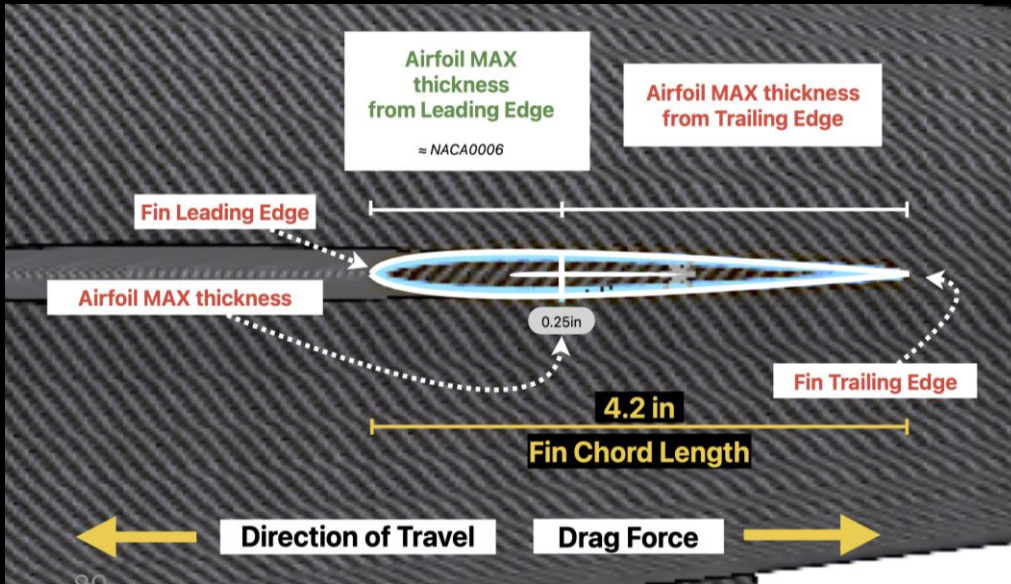 Airfoil MAX
thickness
from Leading Edge
≈ NACA0006
Airfoil MAX thickness
from Trailing Edge
Fin Leading Edge
Airfoil MAX thickness
0.25in
Fin Trailing Edge
4.2 in
Fin Chord Length
Direction of Travel
Drag Force